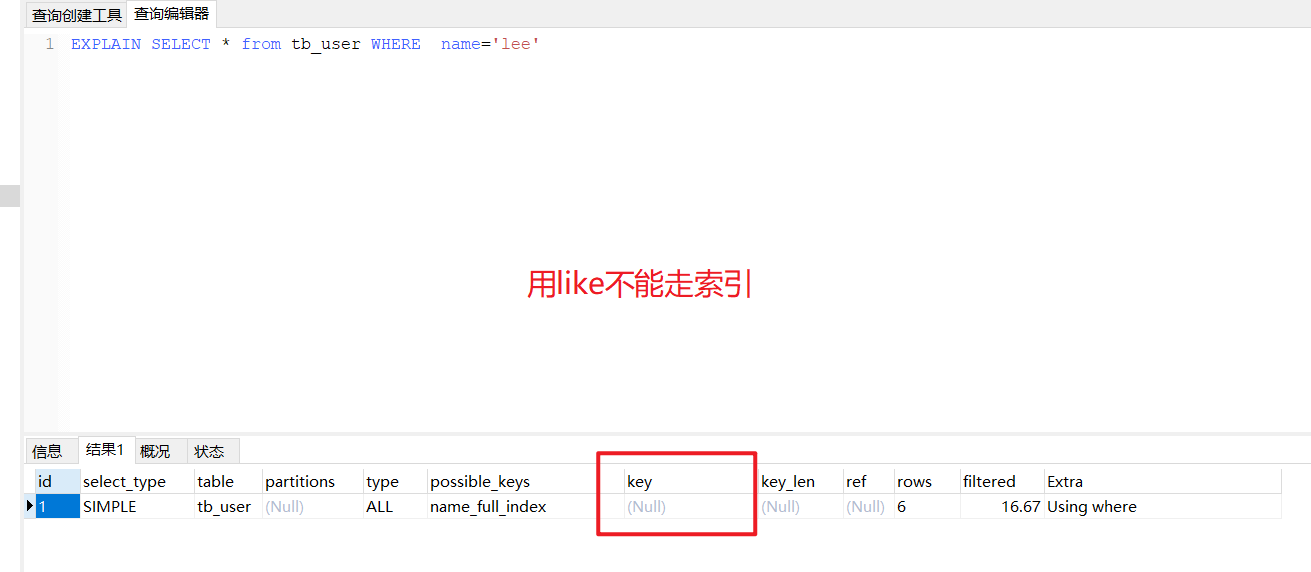 查询创建工具 查询编辑器
1 EXPLAIN SELECT * from tb_user WHERE  name='lee'
用like不能走索引
信息 结果1 概况 状态
id select_type table partitions type possible_keys key key_len ref rows filtered Extra
1 SIMPLE tb_user (Null) ALL name_full_index (Null) (Null) (Null) 6 16.67 Using where